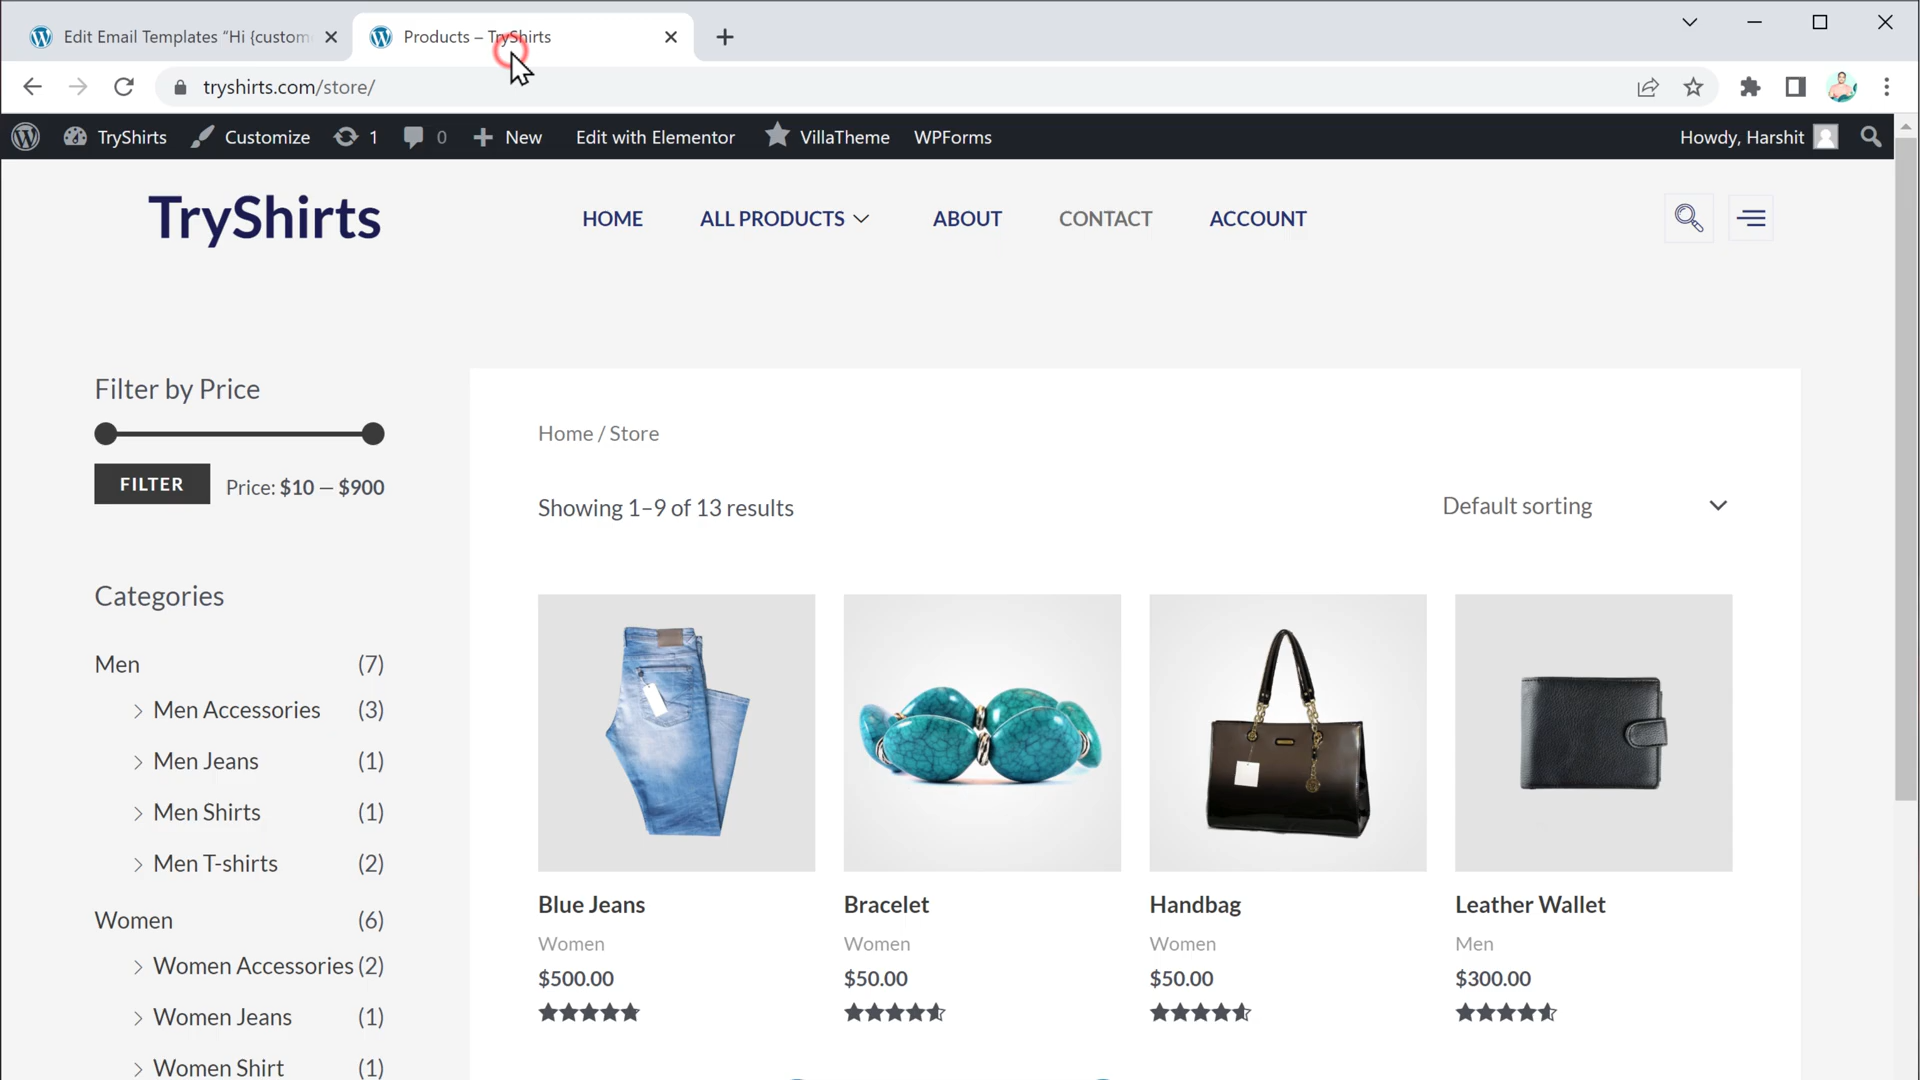 Edit Email Templates “Hi {custom
Products – TryShirts
tryshirts.com/store/
TryShirts Customize 1 0 New Edit with Elementor VillaTheme WPForms Howdy, Harshit
TryShirts
HOME ALL PRODUCTS ABOUT CONTACT ACCOUNT
Filter by Price
FILTER Price: $10 — $900
Categories
Men (7)
Men Accessories (3)
Men Jeans (1)
Men Shirts (1)
Men T-shirts (2)
Women (6)
Women Accessories (2)
Women Jeans (1)
Women Shirt (1)
Home / Store
Showing 1–9 of 13 results
Default sorting
Blue Jeans
Women
$500.00
Bracelet
Women
$50.00
Handbag
Women
$50.00
Leather Wallet
Men
$300.00